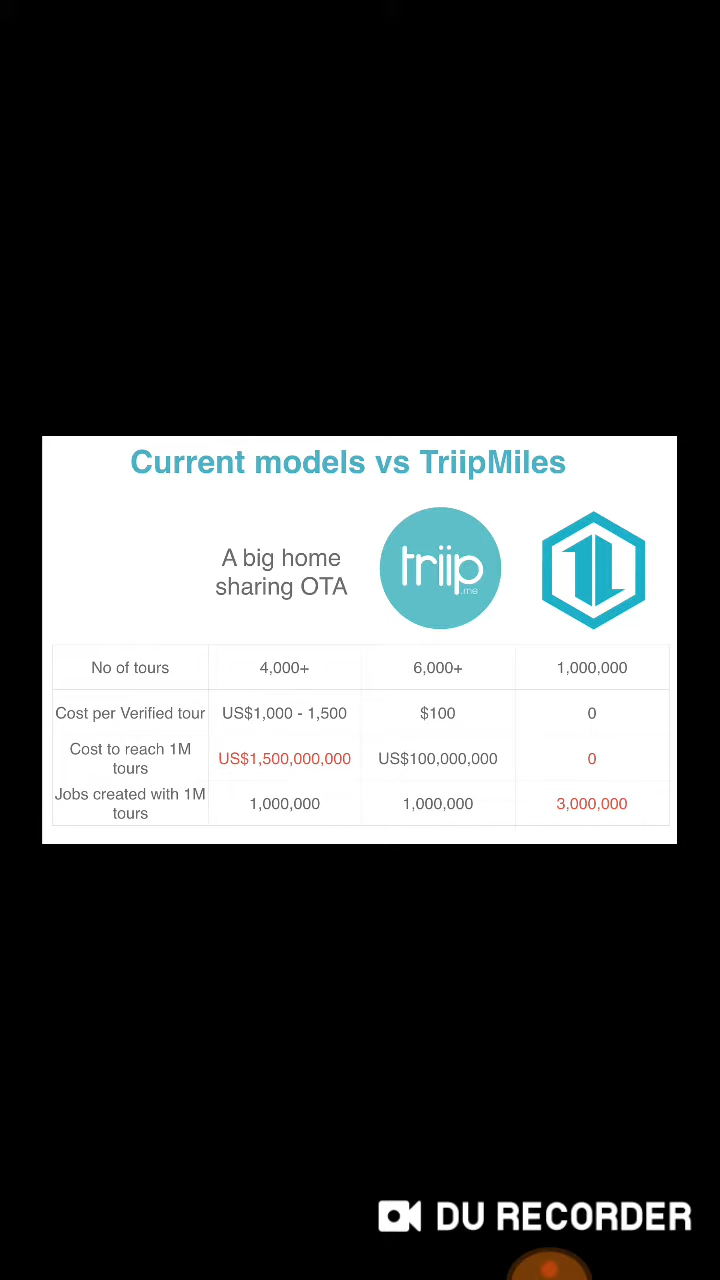 Current models vs TriipMiles
A big home
sharing OTA
triip
.me
No of tours 4,000+ 6,000+ 1,000,000
Cost per Verified tour US$1,000 - 1,500 $100 0
Cost to reach 1M
tours US$1,500,000,000 US$100,000,000 0
Jobs created with 1M
tours 1,000,000 1,000,000 3,000,000
DU RECORDER